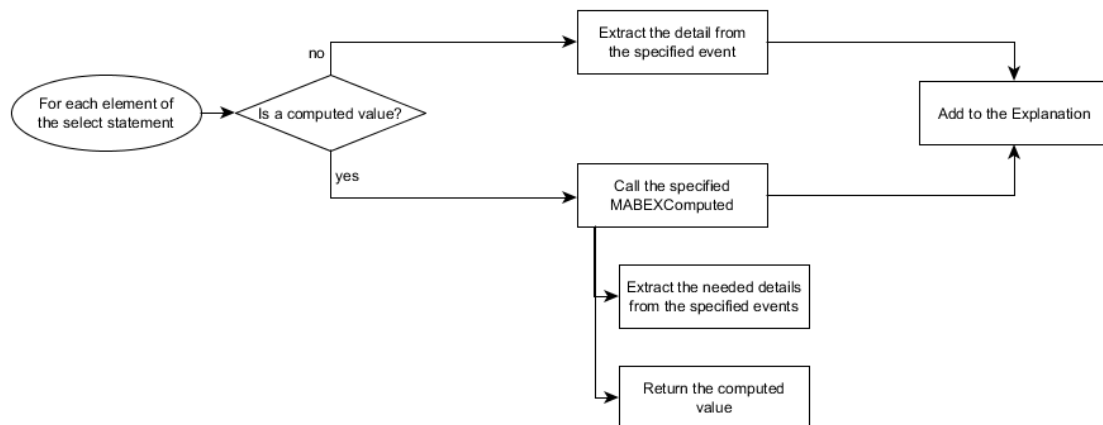 For each element of
the select statement
Is a computed value?
no
yes
Extract the detail from
the specified event
Call the specified
MABEXComputed
Extract the needed details
from the specified events
Return the computed
value
Add to the Explanation